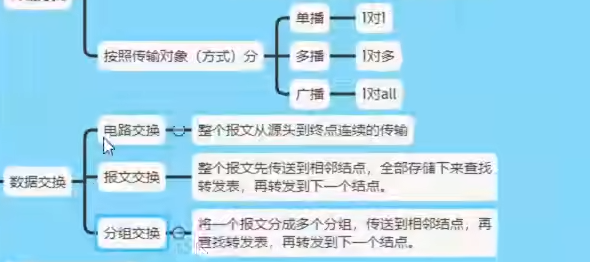 按照传输对象（方式）分
单播
1对1
多播
1对多
广播
1对all
数据交换
电路交换
整个报文从源头到终点连续的传输
报文交换
整个报文先传送到相邻结点，全部存储下来查找
转发表，再转发到下一个结点。
分组交换
将一个报文分成多个分组，传送到相邻结点，再
查找转发表，再转发到下一个结点。